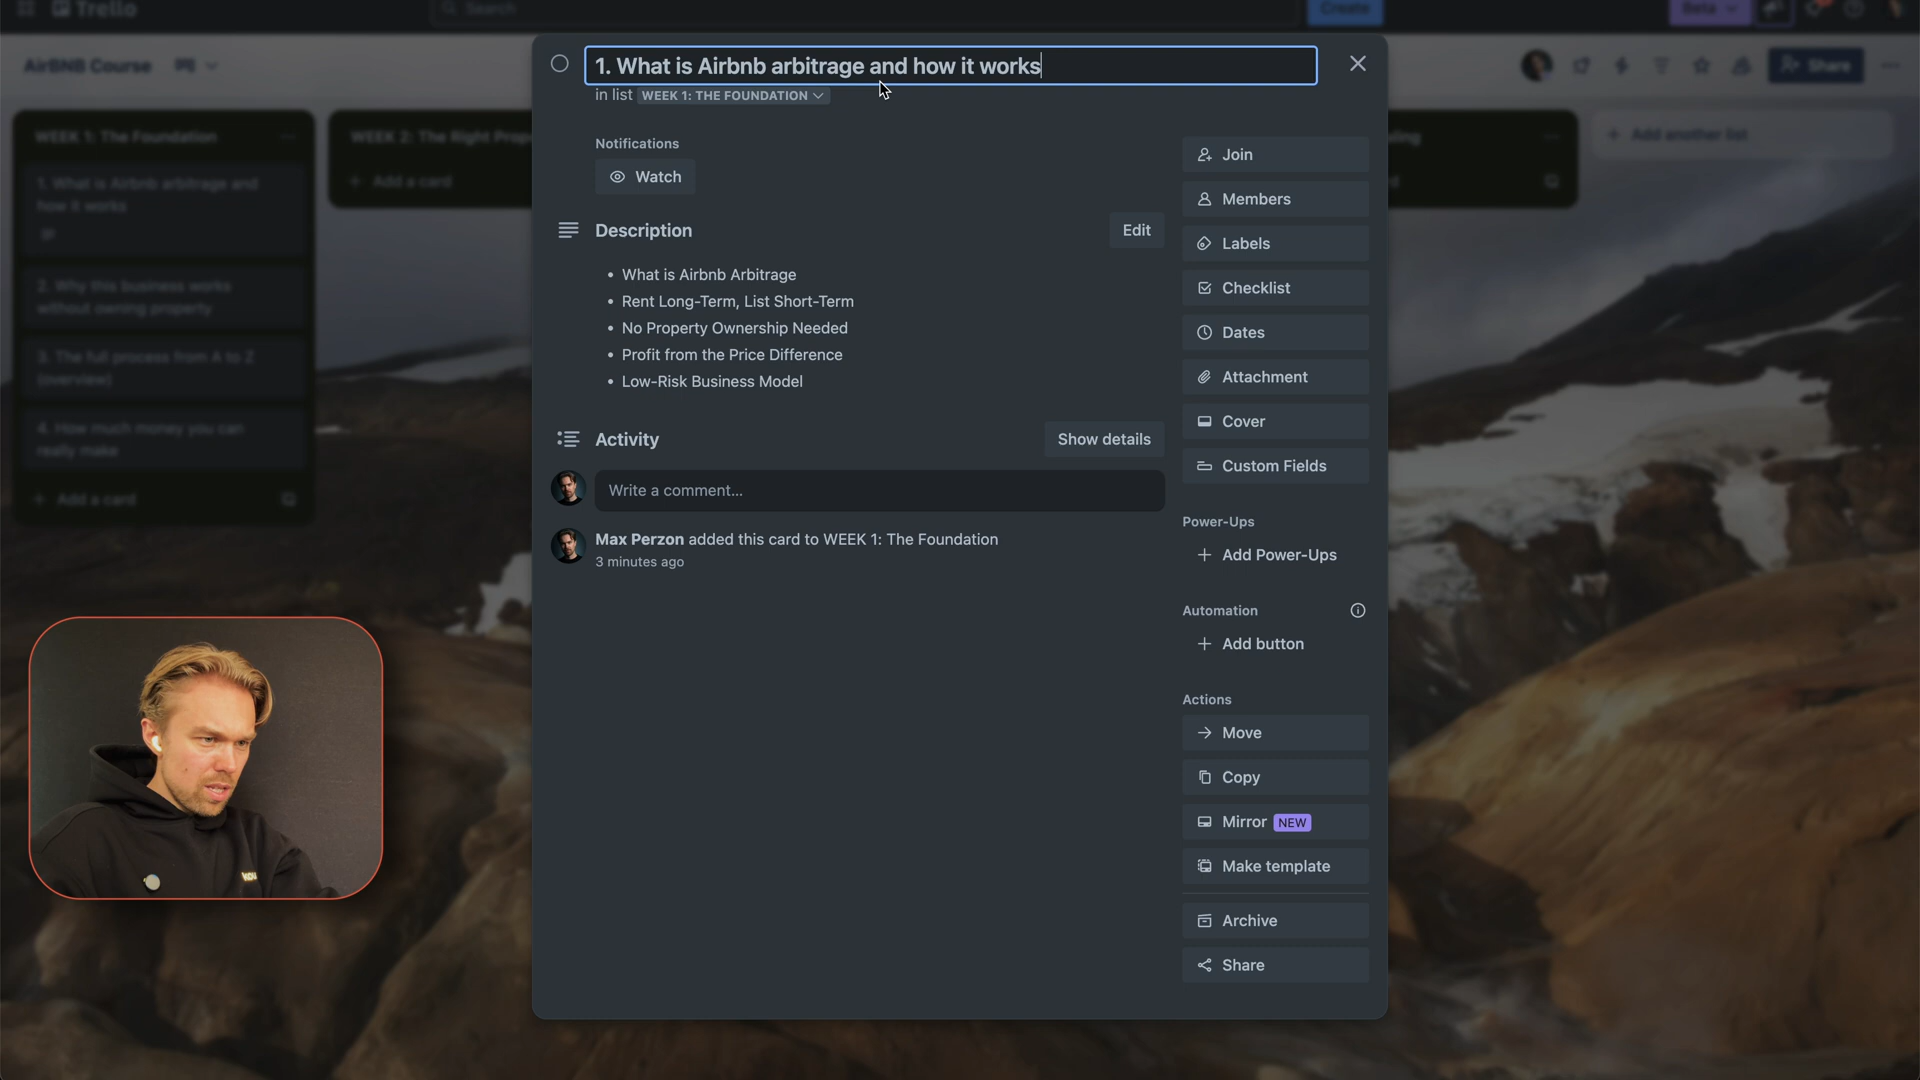 Trello
Search
Create
Beta
AirBNB Course
Share
1. What is Airbnb arbitrage and how it works
in list WEEK 1: THE FOUNDATION
WEEK 1: The Foundation
1. What is Airbnb arbitrage and
how it works
2. Why this business works
without owning property
3. The full process from A to Z
(overview)
4. How much money you can
really make
+ Add a card
WEEK 2: The Right Prop
+ Add a card
+ Add another list
Notifications
Watch
Description
Edit
• What is Airbnb Arbitrage
• Rent Long-Term, List Short-Term
• No Property Ownership Needed
• Profit from the Price Difference
• Low-Risk Business Model
Activity
Show details
Write a comment...
Max Perzon added this card to WEEK 1: The Foundation
3 minutes ago
Join
Members
Labels
Checklist
Dates
Attachment
Cover
Custom Fields
Power-Ups
+ Add Power-Ups
Automation
+ Add button
Actions
Move
Copy
Mirror NEW
Make template
Archive
Share